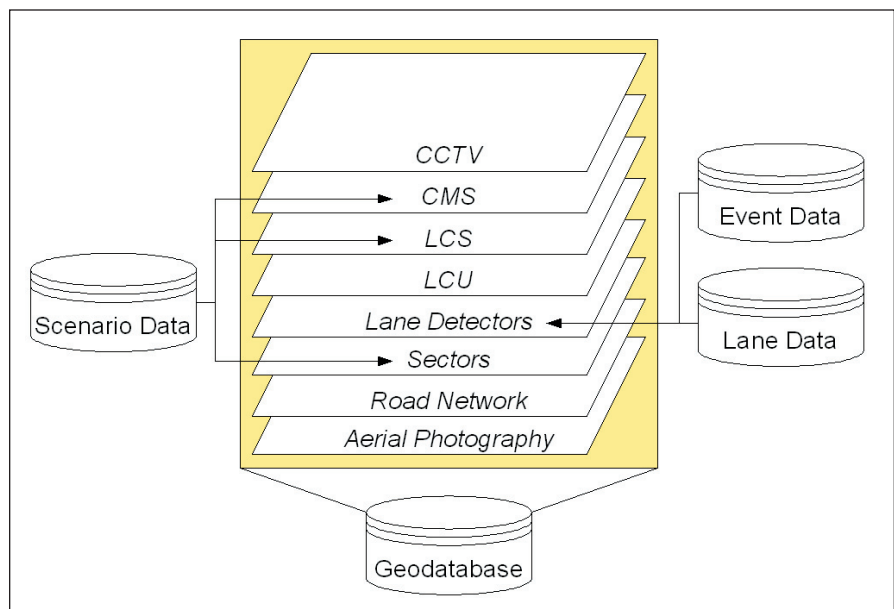 CCTV
CMS
LCS
LCU
Lane Detectors
Sectors
Road Network
Aerial Photography
Scenario Data
Event Data
Lane Data
Geodatabase